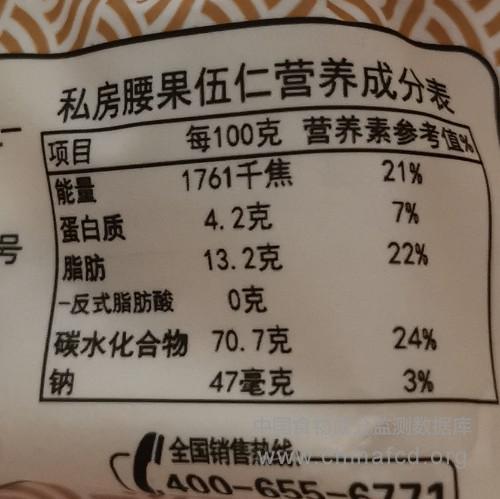 私房腰果伍仁营养成分表
项目 每100克 营养素参考值%
能量 1761千焦 21%
蛋白质 4.2克 7%
脂肪 13.2克 22%
-反式脂肪酸 0克
碳水化合物 70.7克 24%
钠 47毫克 3%
号
全国销售热线
400-655-6771
www.chinafcd.org